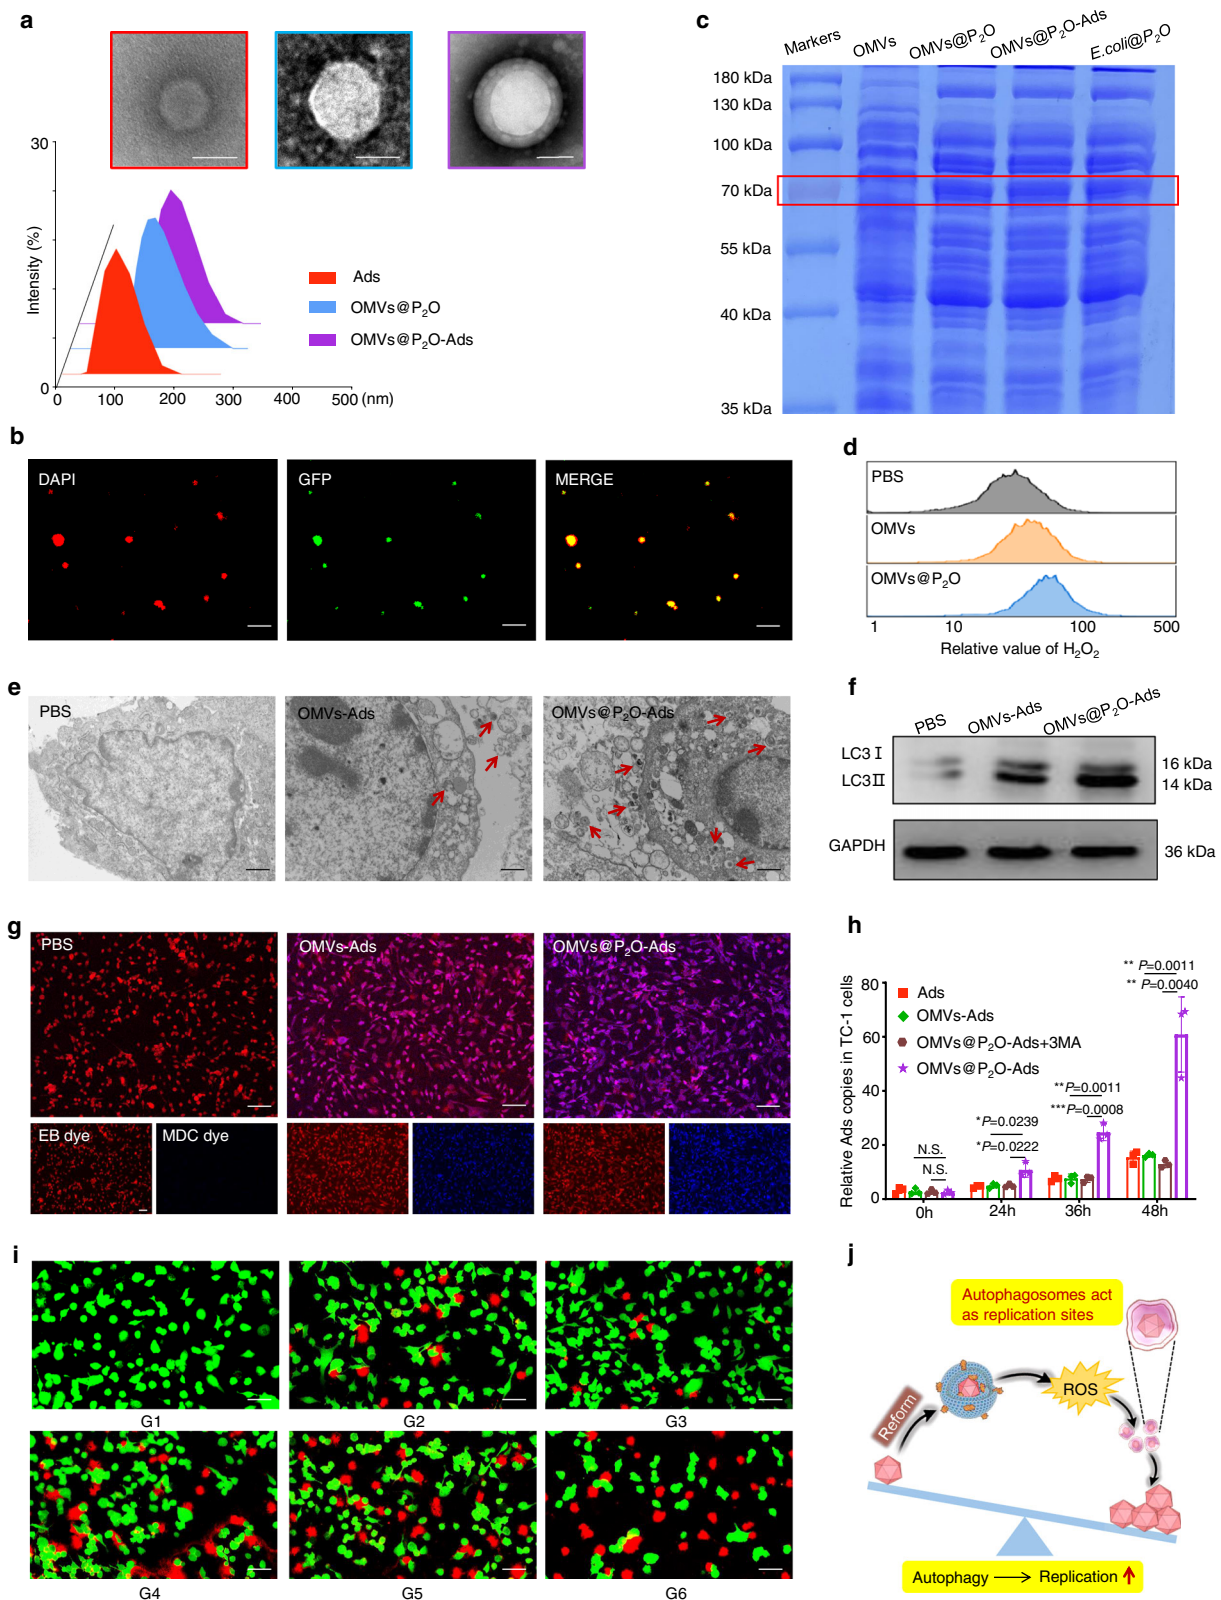 a
30
Intensity (%)
0
0 100 200 300 400 500 (nm)
Ads
OMVs@P₂O
OMVs@P₂O-Ads
c
Markers OMVs OMVs@P₂O OMVs@P₂O-Ads E.coli@P₂O
180 kDa
130 kDa
100 kDa
70 kDa
55 kDa
40 kDa
35 kDa
b
DAPI GFP MERGE
d
PBS
OMVs
OMVs@P₂O
1 10 100 500
Relative value of H₂O₂
e
PBS OMVs-Ads OMVs@P₂O-Ads
f
PBS OMVs-Ads OMVs@P₂O-Ads
LC3 I 16 kDa
LC3 II 14 kDa
GAPDH 36 kDa
g
PBS OMVs-Ads OMVs@P₂O-Ads
EB dye MDC dye
h
Relative Ads copies in TC-1 cells
80
60
40
20
0
Ads
OMVs-Ads
OMVs@P₂O-Ads+3MA
OMVs@P₂O-Ads
N.S.
N.S.
*P=0.0239
*P=0.0222
**P=0.0011
***P=0.0008
** P=0.0011
** P=0.0040
0h 24h 36h 48h
i
G1 G2 G3
G4 G5 G6
j
Autophagosomes act
as replication sites
Reform
ROS
Autophagy → Replication ↑